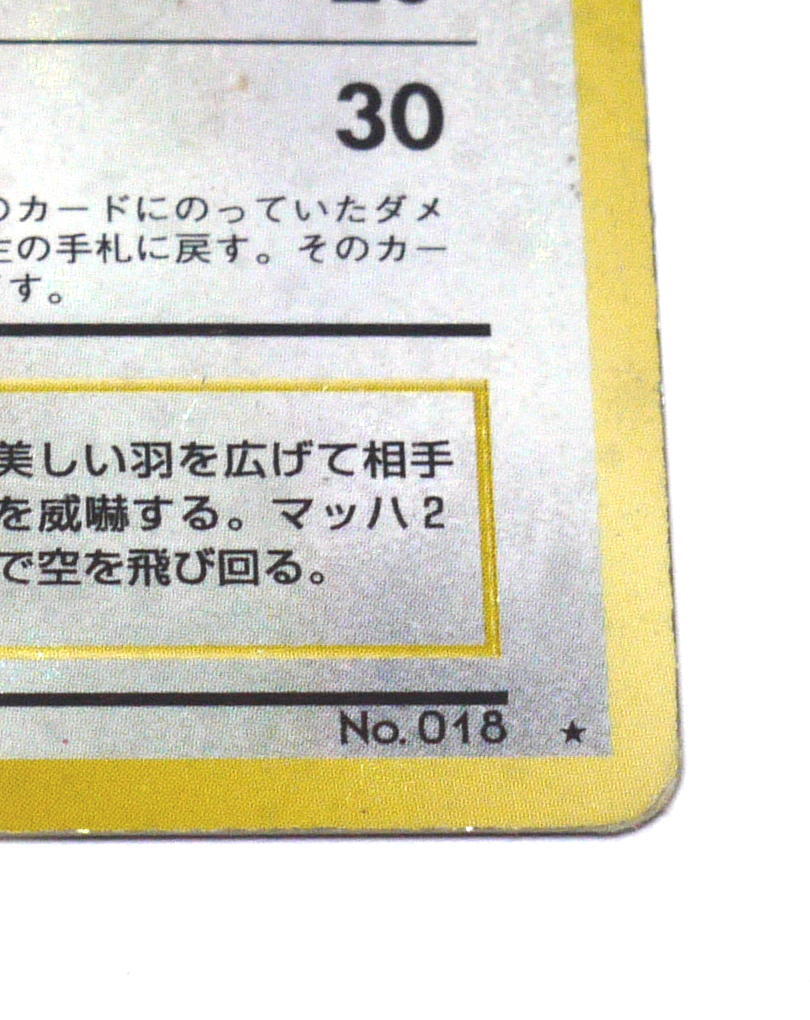 30
のカードにのっていたダメ
の手札に戻す。そのカー
す。
美しい羽を広げて相手
を威嚇する。マッハ2
で空を飛び回る。
No.018 ★